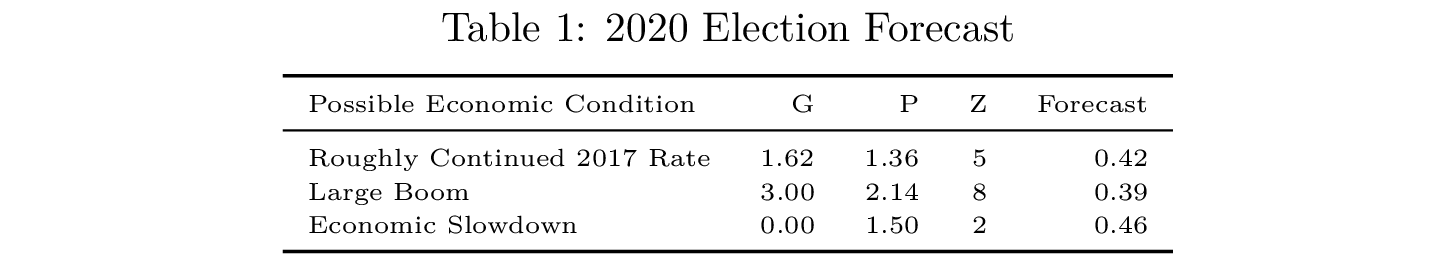 Table 1: 2020 Election Forecast
Possible Economic Condition G P Z Forecast
Roughly Continued 2017 Rate 1.62 1.36 5 0.42
Large Boom 3.00 2.14 8 0.39
Economic Slowdown 0.00 1.50 2 0.46